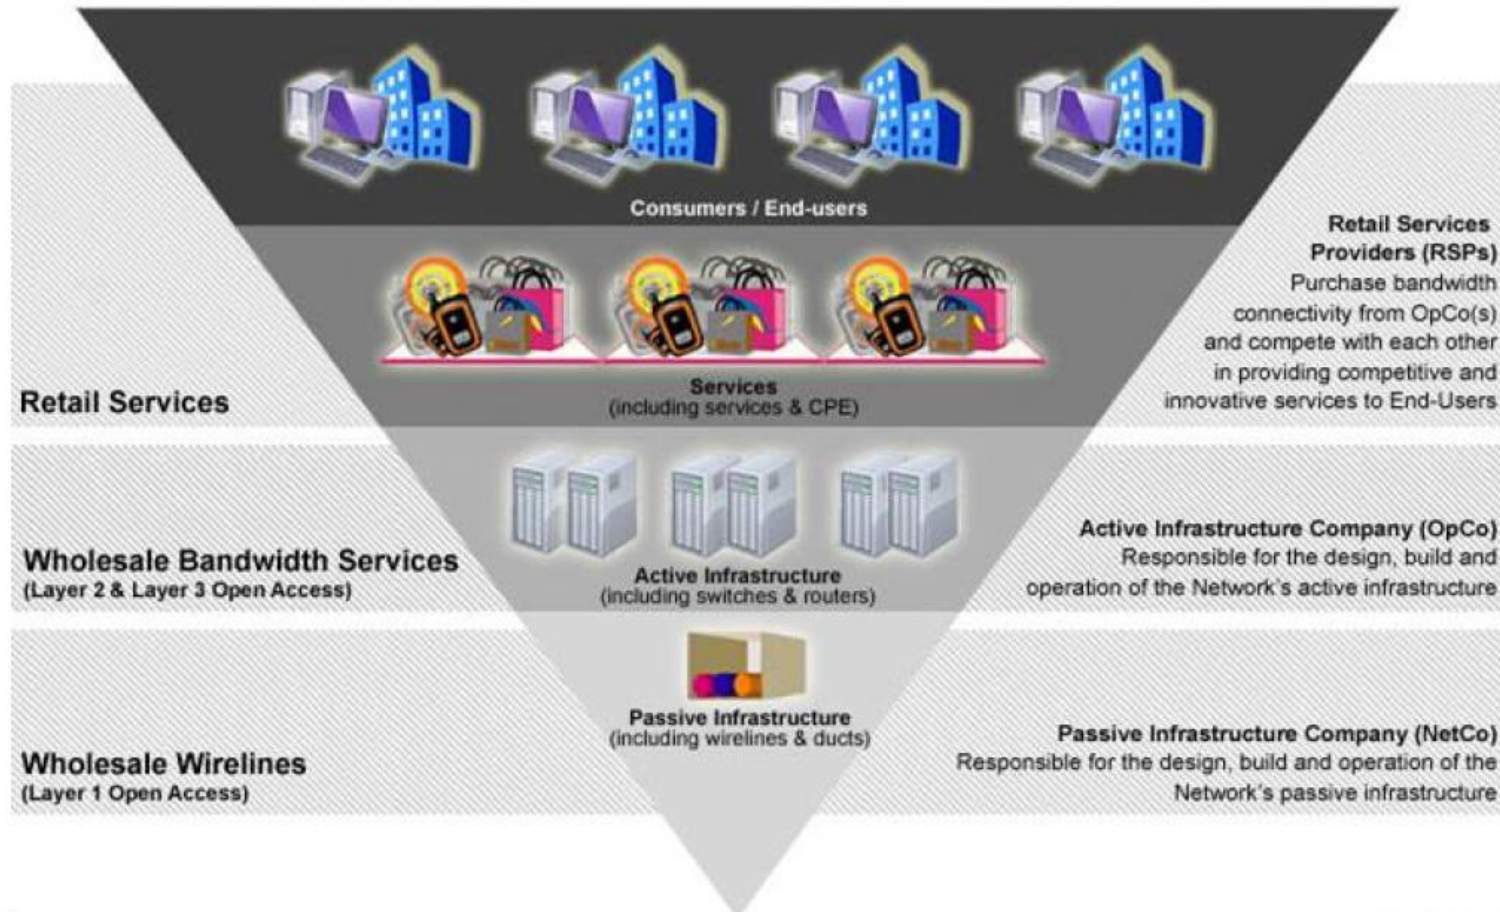 Consumers / End-users
Retail Services
Providers (RSPs)
Purchase bandwidth
connectivity from OpCo(s)
and compete with each other
in providing competitive and
innovative services to End-Users
Services
(including services & CPE)
Retail Services
Active Infrastructure Company (OpCo)
Responsible for the design, build and
operation of the Network's active infrastructure
Wholesale Bandwidth Services
(Layer 2 & Layer 3 Open Access)
Active Infrastructure
(including switches & routers)
Passive Infrastructure
(including wirelines & ducts)
Passive Infrastructure Company (NetCo)
Responsible for the design, build and operation of the
Network's passive infrastructure
Wholesale Wirelines
(Layer 1 Open Access)